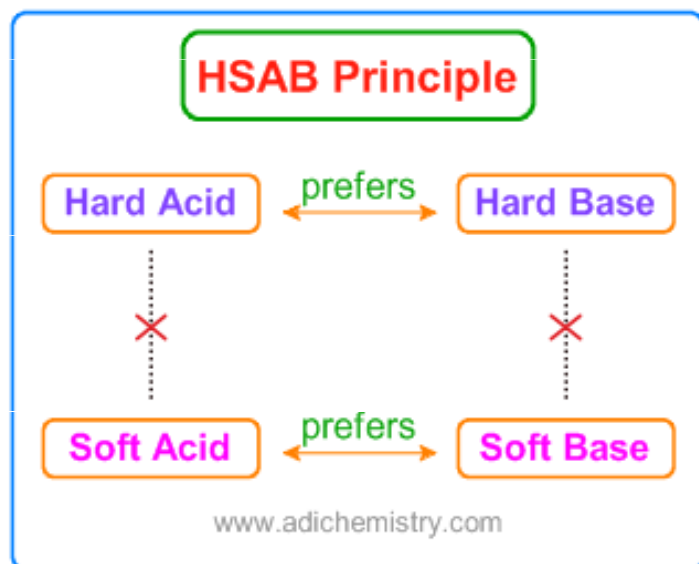 HSAB Principle
Hard Acid prefers Hard Base
Soft Acid prefers Soft Base
www.adichemistry.com